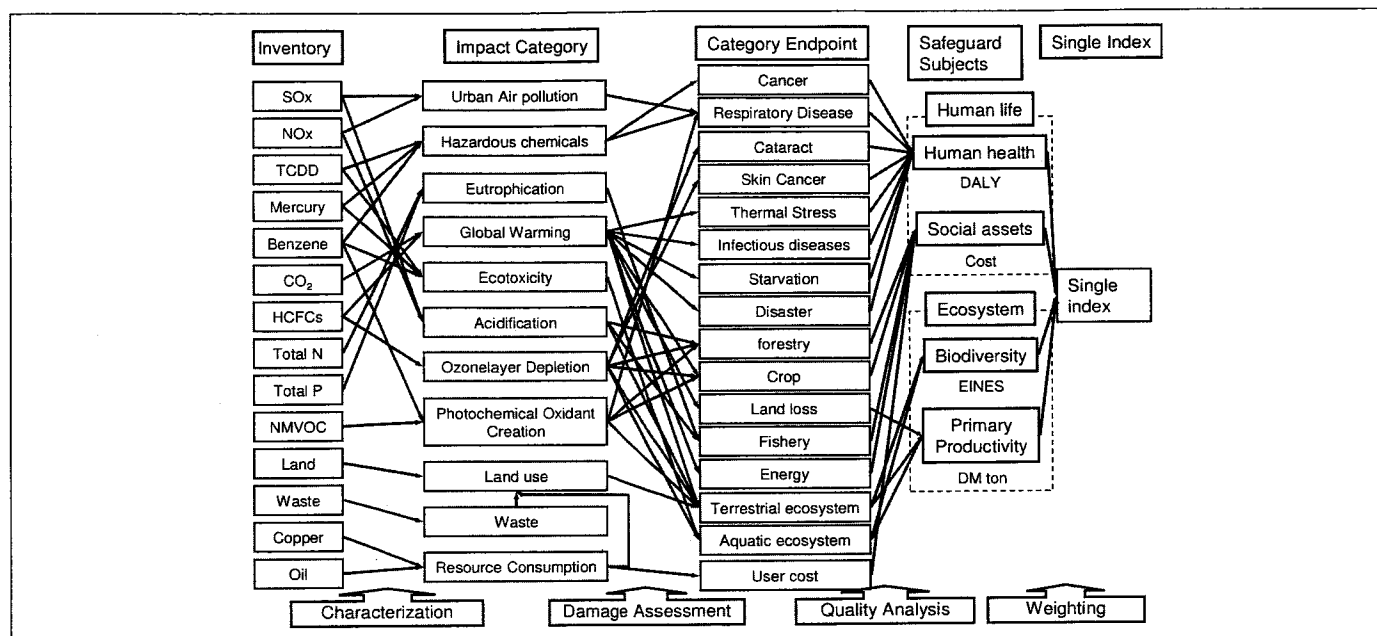 Inventory
Impact Category
Category Endpoint
Safeguard
Subjects
Single Index
SOx
NOx
TCDD
Mercury
Benzene
CO₂
HCFCs
Total N
Total P
NMVOC
Land
Waste
Copper
Oil
Urban Air pollution
Hazardous chemicals
Eutrophication
Global Warming
Ecotoxicity
Acidification
Ozonelayer Depletion
Photochemical Oxidant
Creation
Land use
Waste
Resource Consumption
Cancer
Respiratory Disease
Cataract
Skin Cancer
Thermal Stress
Infectious diseases
Starvation
Disaster
forestry
Crop
Land loss
Fishery
Energy
Terrestrial ecosystem
Aquatic ecosystem
User cost
Human life
Human health
DALY
Social assets
Cost
Ecosystem
Biodiversity
EINES
Primary
Productivity
DM ton
Single
index
Characterization
Damage Assessment
Quality Analysis
Weighting